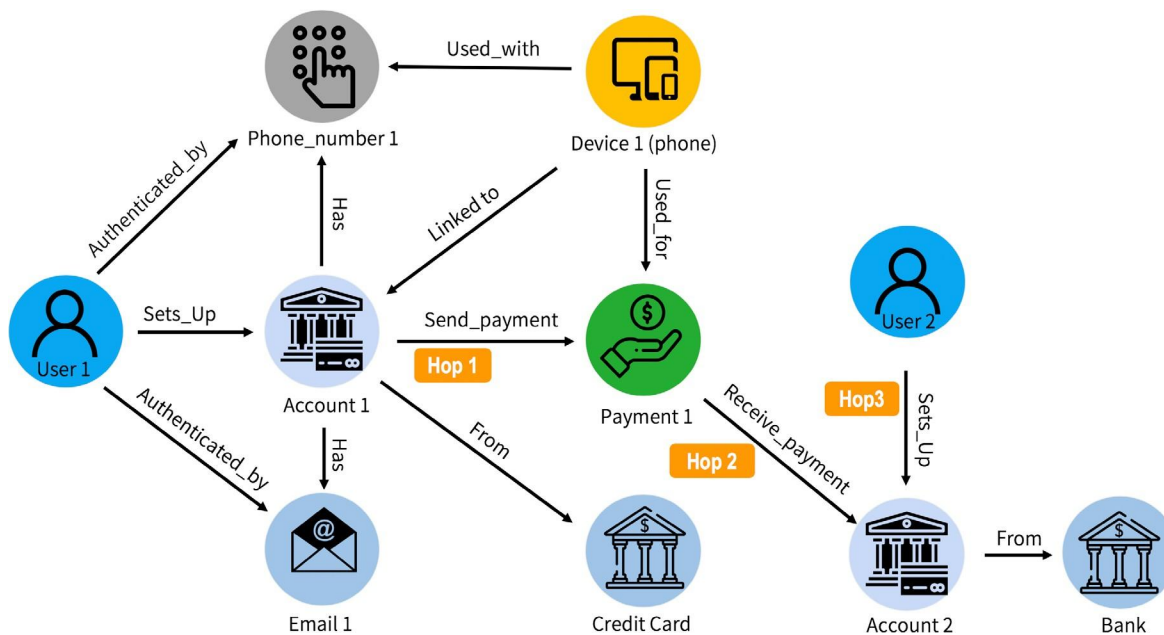 Used_with
Phone_number 1
Device 1 (phone)
Authenticated_by
Has
Linked to
Used_for
Sets_Up
Send_payment
Hop 1
User 1
Account 1
Payment 1
User 2
Hop3
Sets_Up
Authenticated_by
Has
From
Receive_payment
Hop 2
@
$
$
$
From
Email 1
Credit Card
Account 2
Bank